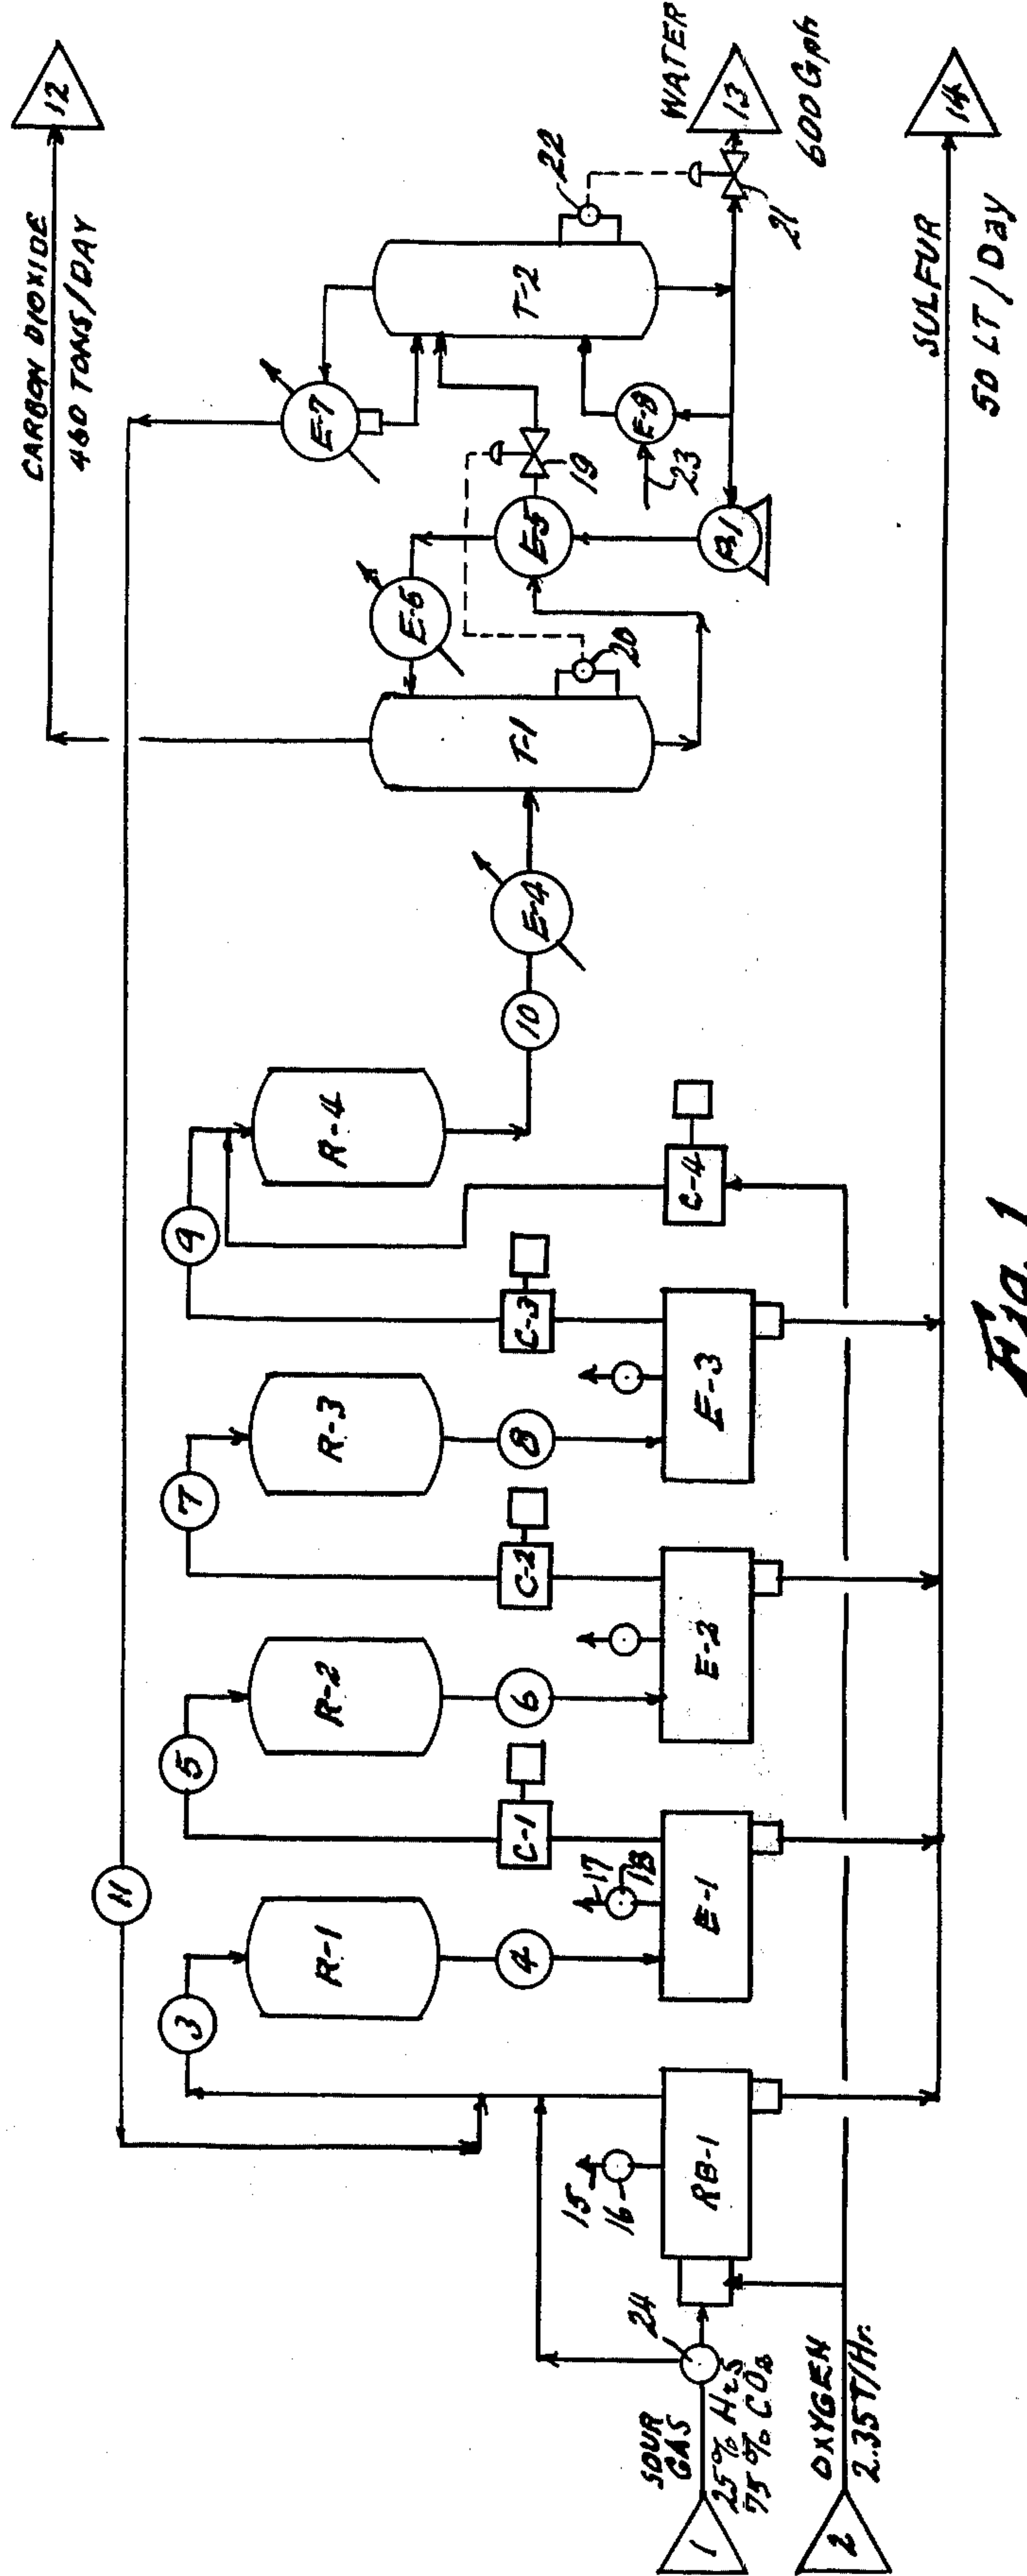 CARBON DIOXIDE
460 TONS/DAY
12
11
3
5
7
9
R-1
R-2
R-3
R-4
4
6
8
10
15
16
17
18
C-1
C-2
C-3
C-4
RB-1
E-1
E-2
E-3
E-4
T-1
20
E-6
E-5
19
E-7
T-2
22
E-8
23
P-1
21
WATER
13
600 Gph
24
SOUR
GAS
1
25% H2S
75% CO2
OXYGEN
2
2.35T/Hr.
SULFUR
14
50 LT/Day
Fig. 1